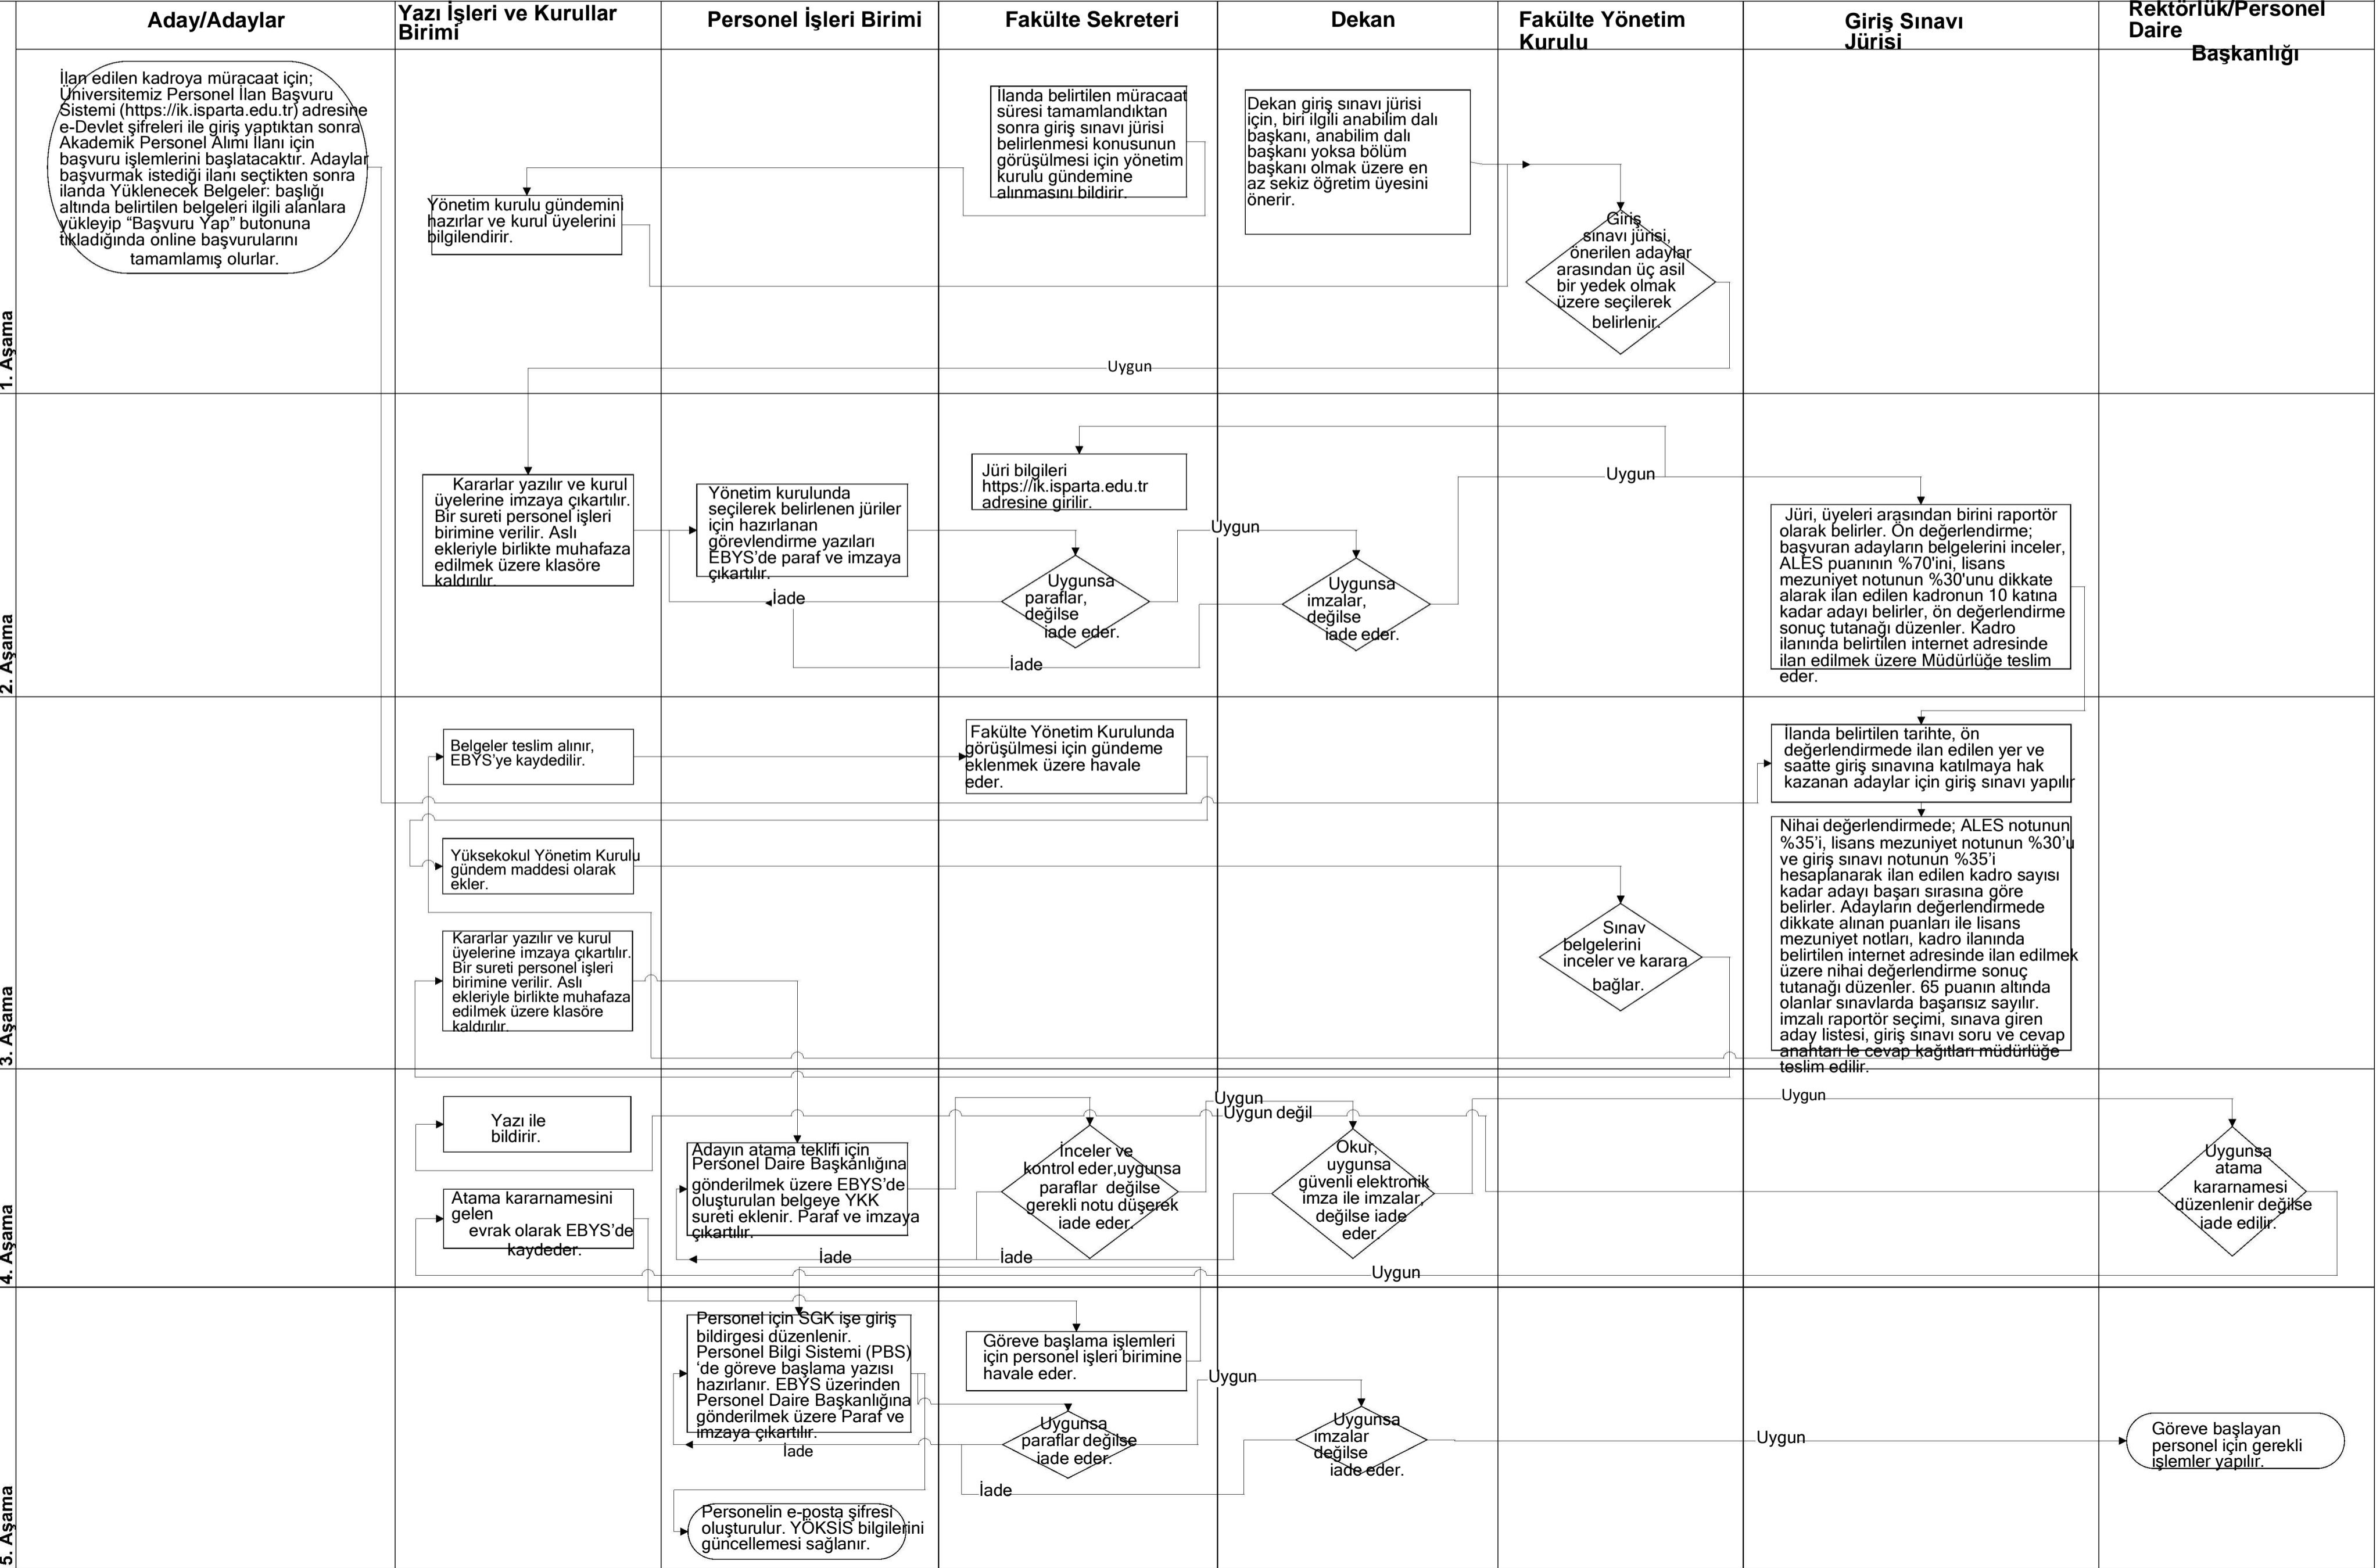 Aday/Adaylar
Yazı İşleri ve Kurullar
Birimi
Personel İşleri Birimi
Fakülte Sekreteri
Dekan
Fakülte Yönetim
Kurulu
Giriş Sınavı
Jürisi
Rektörlük/Personel
Daire
Başkanlığı
1. Aşama
İlan edilen kadroya müracaat için;
Üniversitemiz Personel İlan Başvuru
Sistemi (https://ik.isparta.edu.tr) adresine
e-Devlet şifreleri ile giriş yaptıktan sonra
Akademik Personel Alımı İlanı için
başvuru işlemlerini başlatacaktır. Adaylar
başvurmak istediği ilanı seçtikten sonra
ilanda Yüklenecek Belgeler: başlığı
altında belirtilen belgeleri ilgili alanlara
yükleyip “Başvuru Yap” butonuna
tıkladığında online başvurularını
tamamlamış olurlar.
Yönetim kurulu gündemini
hazırlar ve kurul üyelerini
bilgilendirir.
İlanda belirtilen müracaat
süresi tamamlandıktan
sonra giriş sınavı jürisi
belirlenmesi konusunun
görüşülmesi için yönetim
kurulu gündemine
alınmasını bildirir.
Dekan giriş sınavı jürisi
için, biri ilgili anabilim dalı
başkanı, anabilim dalı
başkanı yoksa bölüm
başkanı olmak üzere en
az sekiz öğretim üyesini
önerir.
Giriş
sınavı jürisi,
önerilen adaylar
arasından üç asil
bir yedek olmak
üzere seçilerek
belirlenir.
Uygun
2. Aşama
Kararlar yazılır ve kurul
üyelerine imzaya çıkartılır.
Bir sureti personel işleri
birimine verilir. Aslı
ekleriyle birlikte muhafaza
edilmek üzere klasöre
kaldırılır.
Yönetim kurulunda
seçilerek belirlenen jüriler
için hazırlanan
görevlendirme yazıları
EBYS’de paraf ve imzaya
çıkartılır.
Jüri bilgileri
https://ik.isparta.edu.tr
adresine girilir.
Uygunsa
paraflar,
değilse
iade eder.
Uygun
Uygunsa
imzalar,
değilse
iade eder.
Uygun
İade
İade
Jüri, üyeleri arasından birini raportör
olarak belirler. Ön değerlendirme;
başvuran adayların belgelerini inceler,
ALES puanının %70'ini, lisans
mezuniyet notunun %30'unu dikkate
alarak ilan edilen kadronun 10 katına
kadar adayı belirler, ön değerlendirme
sonuç tutanağı düzenler. Kadro
ilanında belirtilen internet adresinde
ilan edilmek üzere Müdürlüğe teslim
eder.
3. Aşama
Belgeler teslim alınır,
EBYS’ye kaydedilir.
Fakülte Yönetim Kurulunda
görüşülmesi için gündeme
eklenmek üzere havale
eder.
İlanda belirtilen tarihte, ön
değerlendirmede ilan edilen yer ve
saatte giriş sınavına katılmaya hak
kazanan adaylar için giriş sınavı yapılır
Yüksekokul Yönetim Kurulu
gündem maddesi olarak
ekler.
Kararlar yazılır ve kurul
üyelerine imzaya çıkartılır.
Bir sureti personel işleri
birimine verilir. Aslı
ekleriyle birlikte muhafaza
edilmek üzere klasöre
kaldırılır.
Sınav
belgelerini
inceler ve karara
bağlar.
Nihai değerlendirmede; ALES notunun
%35’i, lisans mezuniyet notunun %30’u
ve giriş sınavı notunun %35’i
hesaplanarak ilan edilen kadro sayısı
kadar adayı başarı sırasına göre
belirler. Adayların değerlendirmede
dikkate alınan puanları ile lisans
mezuniyet notları, kadro ilanında
belirtilen internet adresinde ilan edilmek
üzere nihai değerlendirme sonuç
tutanağı düzenler. 65 puanın altında
olanlar sınavlarda başarısız sayılır.
imzalı raportör seçimi, sınava giren
aday listesi, giriş sınavı soru ve cevap
anahtarı le cevap kağıtları müdürlüğe
teslim edilir.
4. Aşama
Yazı ile
bildirir.
Atama kararnamesini
gelen
evrak olarak EBYS’de
kaydeder.
Adayın atama teklifi için
Personel Daire Başkanlığına
gönderilmek üzere EBYS’de
oluşturulan belgeye YKK
sureti eklenir. Paraf ve imzaya
çıkartılır.
İnceler ve
kontrol eder,uygunsa
paraflar değilse
gerekli notu düşerek
iade eder.
Uygun
Uygun değil
Okur,
uygunsa
güvenli elektronik
imza ile imzalar,
değilse iade
eder.
Uygun
Uygunsa
atama
kararnamesi
düzenlenir değilse
iade edilir.
İade
İade
Uygun
5. Aşama
Personel için SGK işe giriş
bildirgesi düzenlenir.
Personel Bilgi Sistemi (PBS)
‘de göreve başlama yazısı
hazırlanır. EBYS üzerinden
Personel Daire Başkanlığına
gönderilmek üzere Paraf ve
imzaya çıkartılır.
Göreve başlama işlemleri
için personel işleri birimine
havale eder.
Uygun
Uygunsa
paraflar değilse
iade eder.
Uygunsa
imzalar
değilse
iade eder.
Uygun
Göreve başlayan
personel için gerekli
işlemler yapılır.
İade
İade
Personelin e-posta şifresi
oluşturulur. YÖKSİS bilgilerini
güncellemesi sağlanır.